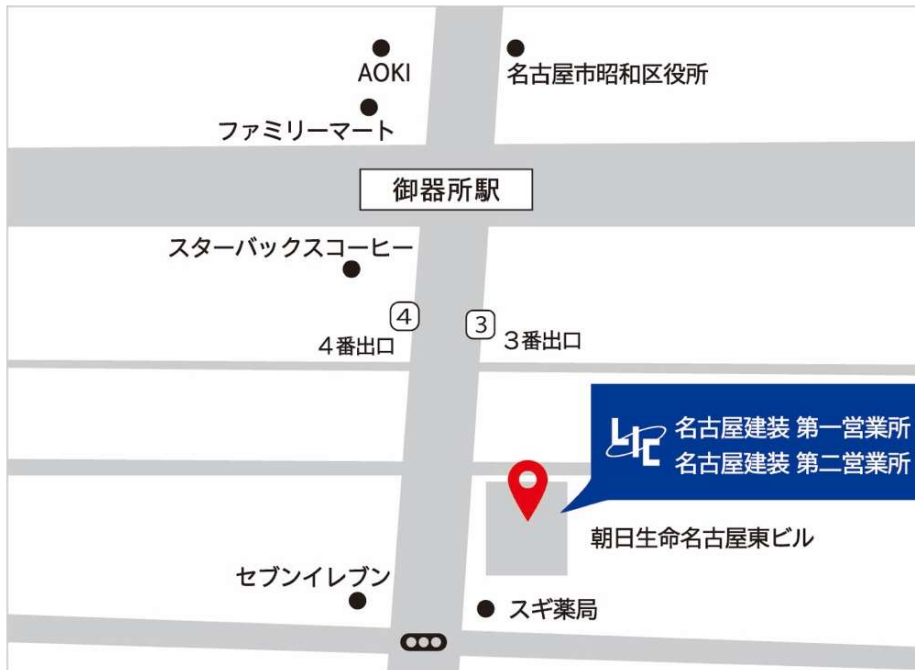 AOKI
名古屋市昭和区役所
ファミリーマート
御器所駅
スターバックスコーヒー
4
3
4番出口
3番出口
LIC 名古屋建装 第一営業所
名古屋建装 第二営業所
朝日生命名古屋東ビル
セブンイレブン
スギ薬局